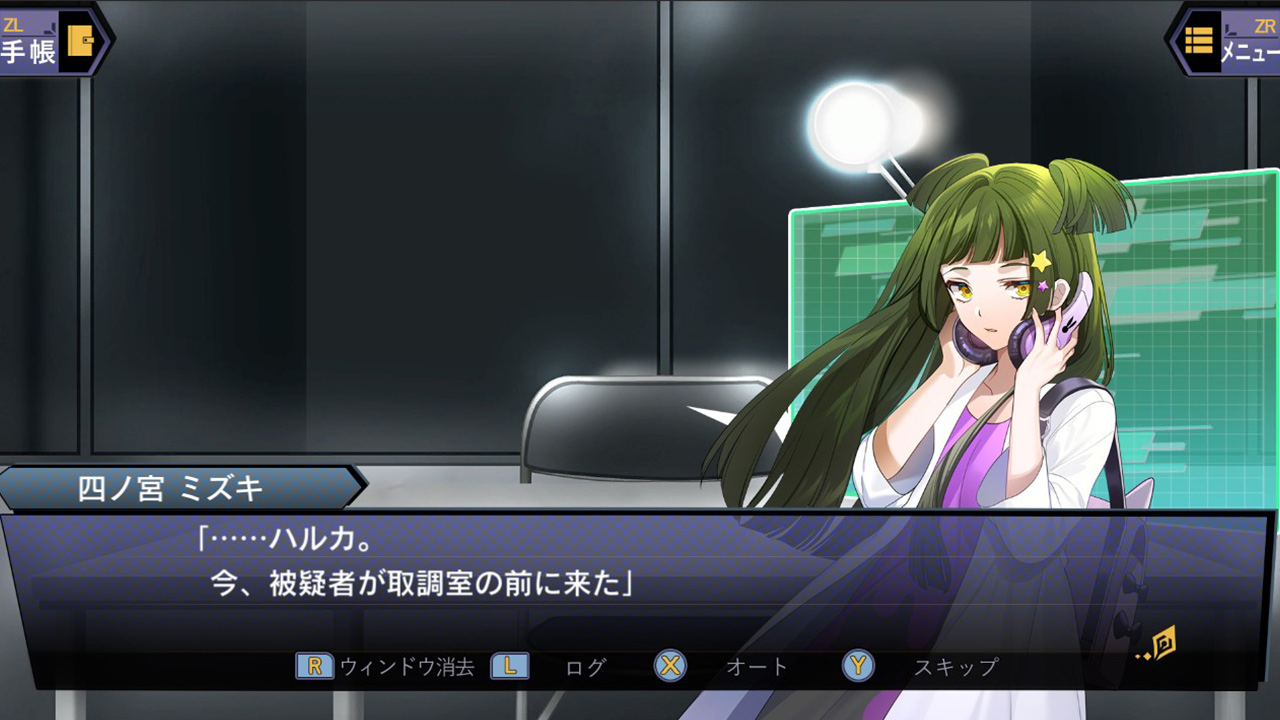 ZL
手帳
ZR
メニュー
四ノ宮 ミズキ
「……ハルカ。
今、被疑者が取調室の前に来た」
R ウィンドウ消去 L ログ X オート Y スキップ